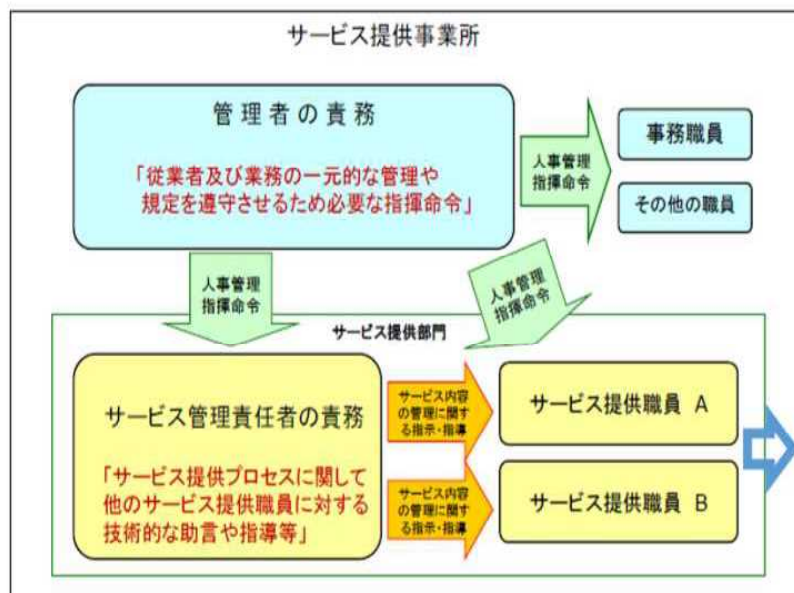 サービス提供事業所
管理者の責務
「従業者及び業務の一元的な管理や
規定を遵守させるため必要な指揮命令」
人事管理
指揮命令
事務職員
その他の職員
人事管理
指揮命令
人事管理
指揮命令
サービス提供部門
サービス管理責任者の責務
「サービス提供プロセスに関して
他のサービス提供職員に対する
技術的な助言や指導等」
サービス内容
の管理に関す
る指示・指導
サービス提供職員 A
サービス内容
の管理に関す
る指示・指導
サービス提供職員 B